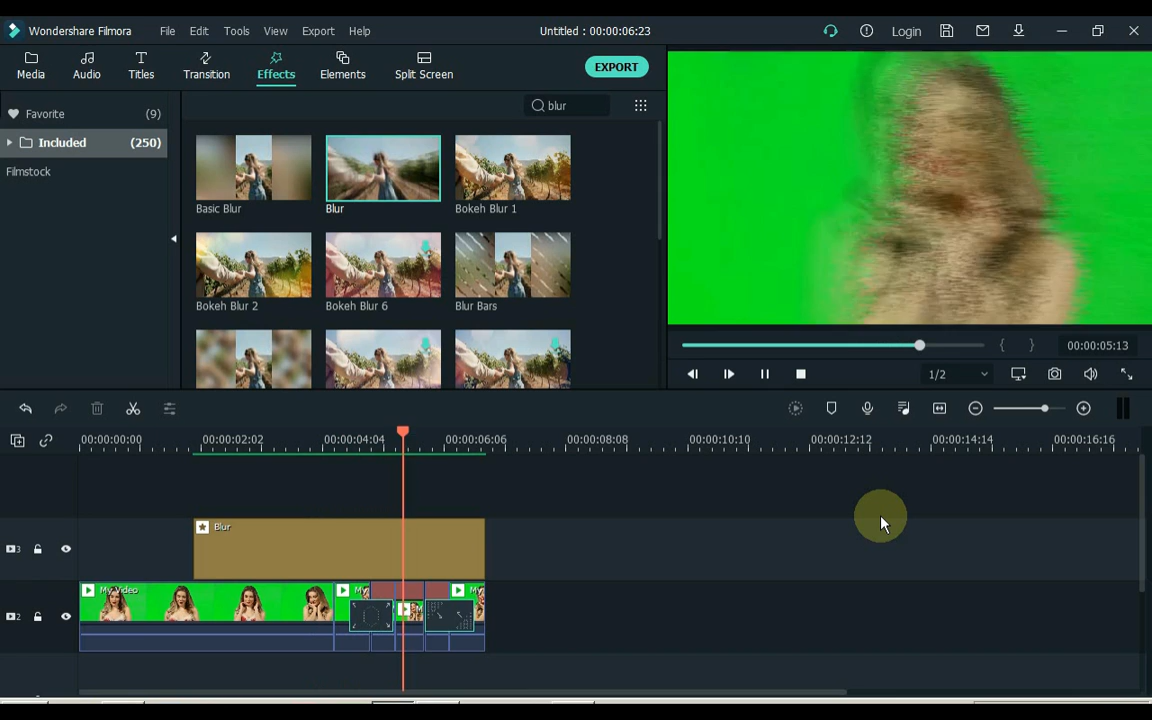 Wondershare Filmora File Edit Tools View Export Help Untitled : 00:00:06:23 Login
Media Audio Titles Transition Effects Elements Split Screen EXPORT
Favorite (9) blur
Included (250)
Filmstock
Basic Blur Blur Bokeh Blur 1
Bokeh Blur 2 Bokeh Blur 6 Blur Bars
{ } 00:00:05:13
1/2
00:00:00:00 00:00:02:02 00:00:04:04 00:00:06:06 00:00:08:08 00:00:10:10 00:00:12:12 00:00:14:14 00:00:16:16
Blur
3
My Video My My
2